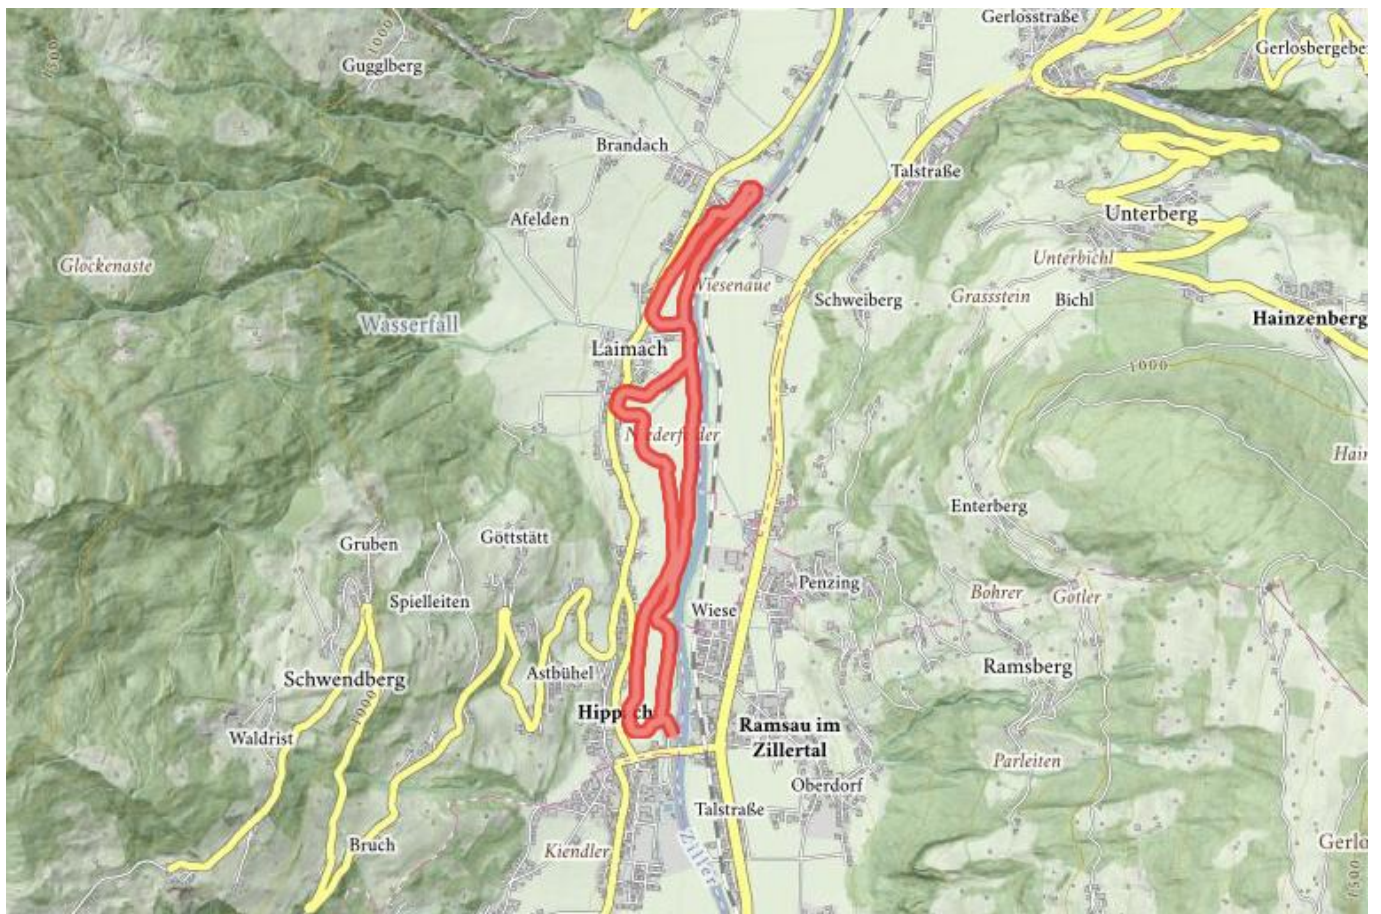 Gerlosstraße
1500
1000
Gugglberg
Gerlosbergebe
Brandach
Talstraße
Afelden
Unterberg
Glockenaste
Unterbichl
Wiesenaue
Grassstein
Bichl
Schweiberg
Hainzenberg
Wasserfall
Laimach
1000
Hain
Enterberg
Göttstätt
Gruben
Penzing
Spielleiten
Bohrer
Gotler
Wiese
Ramsberg
Astbühel
Schwendberg
1000
Ramsau im
Zillertal
Waldrist
Parleiten
Oberdorf
Talstraße
Bruch
Kiendler
Ziller
Gerlo
1500